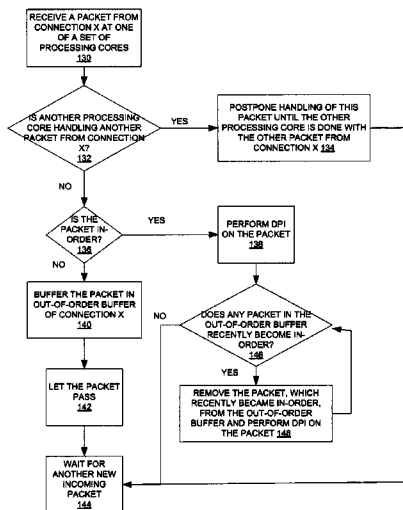 RECEIVE A PACKET FROM
CONNECTION X AT ONE
OF A SET OF
PROCESSING CORES
130
IS ANOTHER PROCESSING
CORE HANDLING ANOTHER
PACKET FROM CONNECTION
X?
132
YES
POSTPONE HANDLING OF THIS
PACKET UNTIL THE OTHER
PROCESSING CORE IS DONE WITH
THE OTHER PACKET FROM
CONNECTION X 134
NO
IS THE
PACKET IN-
ORDER?
136
YES
PERFORM DPI
ON THE PACKET
138
NO
BUFFER THE PACKET IN
OUT-OF-ORDER BUFFER
OF CONNECTION X
140
DOES ANY PACKET IN THE
OUT-OF-ORDER BUFFER
RECENTLY BECOME IN-
ORDER?
146
NO
YES
LET THE PACKET
PASS
142
REMOVE THE PACKET, WHICH
RECENTLY BECAME IN-ORDER,
FROM THE OUT-OF-ORDER
BUFFER AND PERFORM DPI ON
THE PACKET 148
WAIT FOR
ANOTHER NEW
INCOMING
PACKET
144